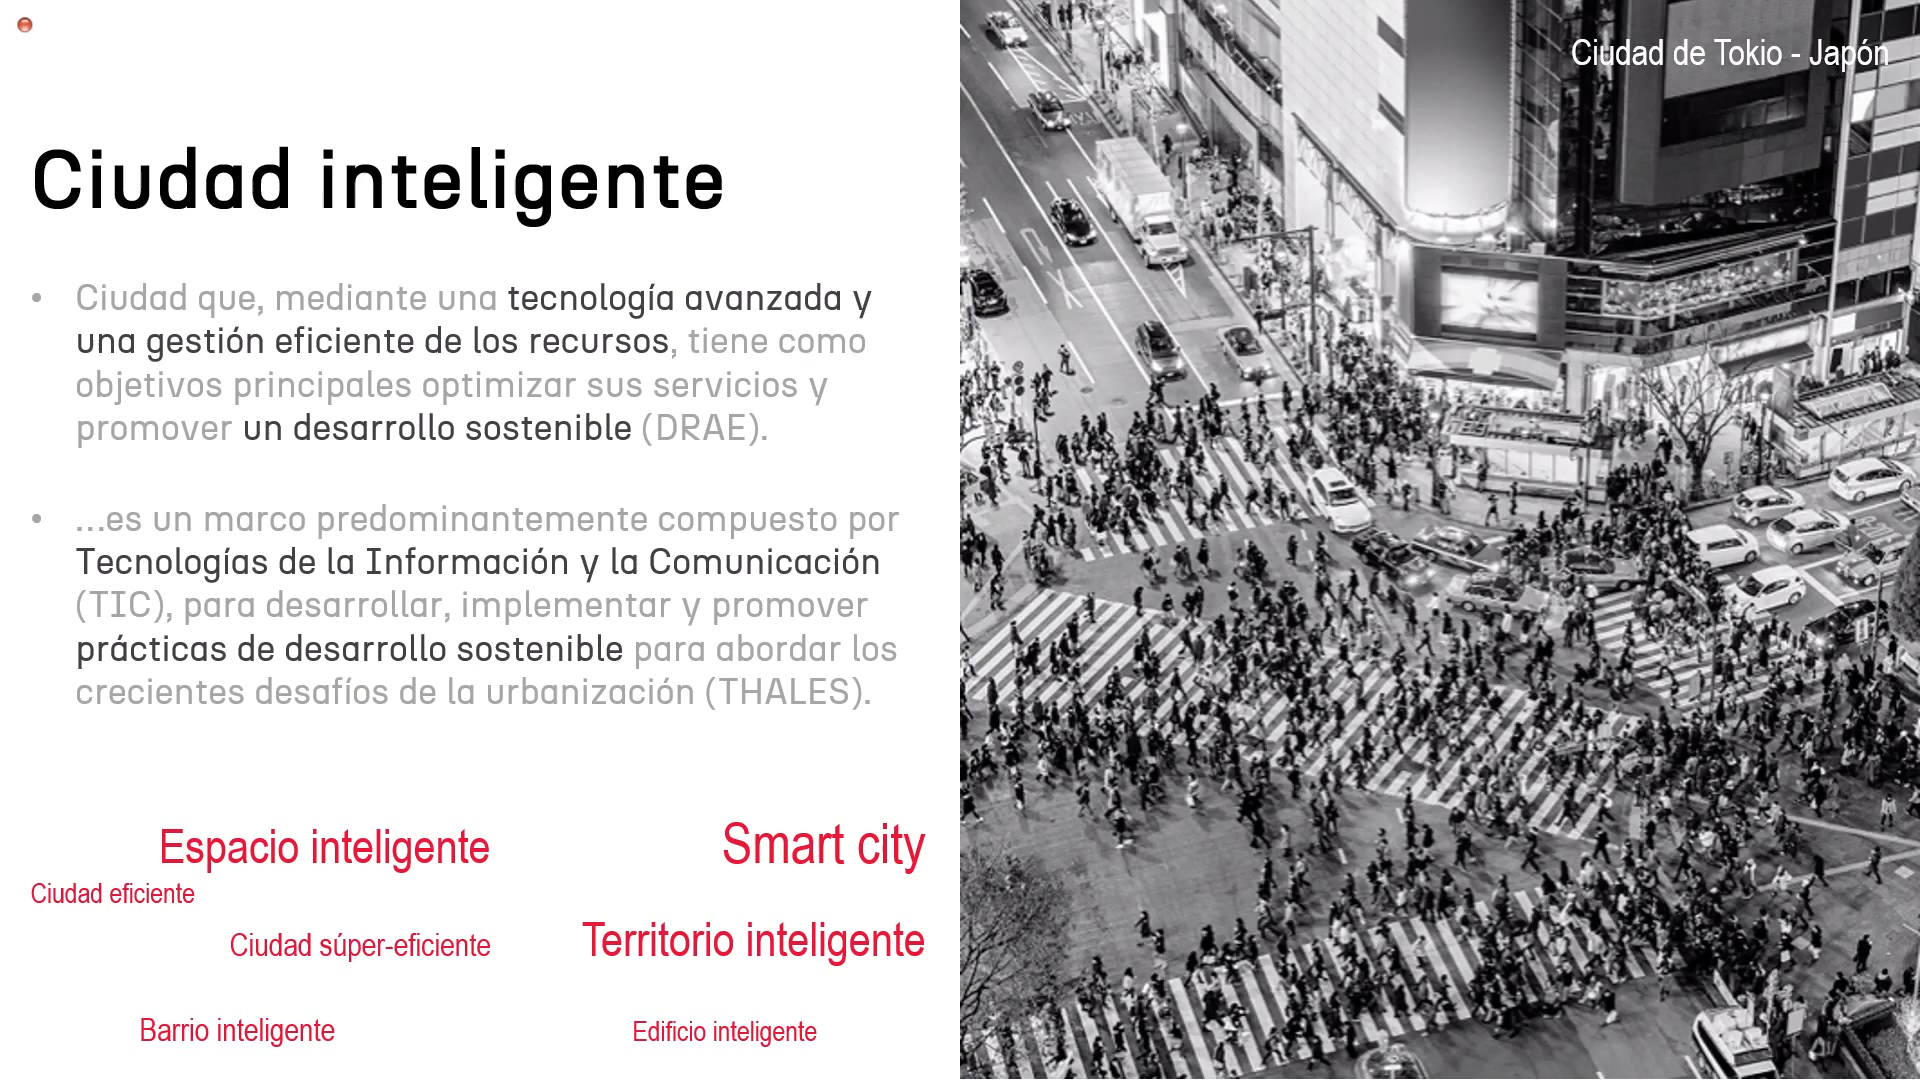 Ciudad de Tokio - Japón
Ciudad inteligente
• Ciudad que, mediante una tecnología avanzada y
una gestión eficiente de los recursos, tiene como
objetivos principales optimizar sus servicios y
promover un desarrollo sostenible (DRAE).
• ...es un marco predominantemente compuesto por
Tecnologías de la Información y la Comunicación
(TIC), para desarrollar, implementar y promover
prácticas de desarrollo sostenible para abordar los
crecientes desafíos de la urbanización (THALES).
Espacio inteligente
Smart city
Ciudad eficiente
Ciudad súper-eficiente
Territorio inteligente
Barrio inteligente
Edificio inteligente